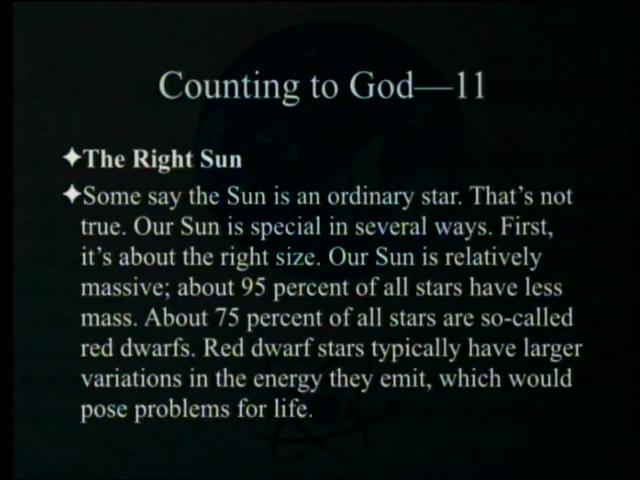 Counting to God—11
✦The Right Sun
✦Some say the Sun is an ordinary star. That's not
true. Our Sun is special in several ways. First,
it's about the right size. Our Sun is relatively
massive; about 95 percent of all stars have less
mass. About 75 percent of all stars are so-called
red dwarfs. Red dwarf stars typically have larger
variations in the energy they emit, which would
pose problems for life.